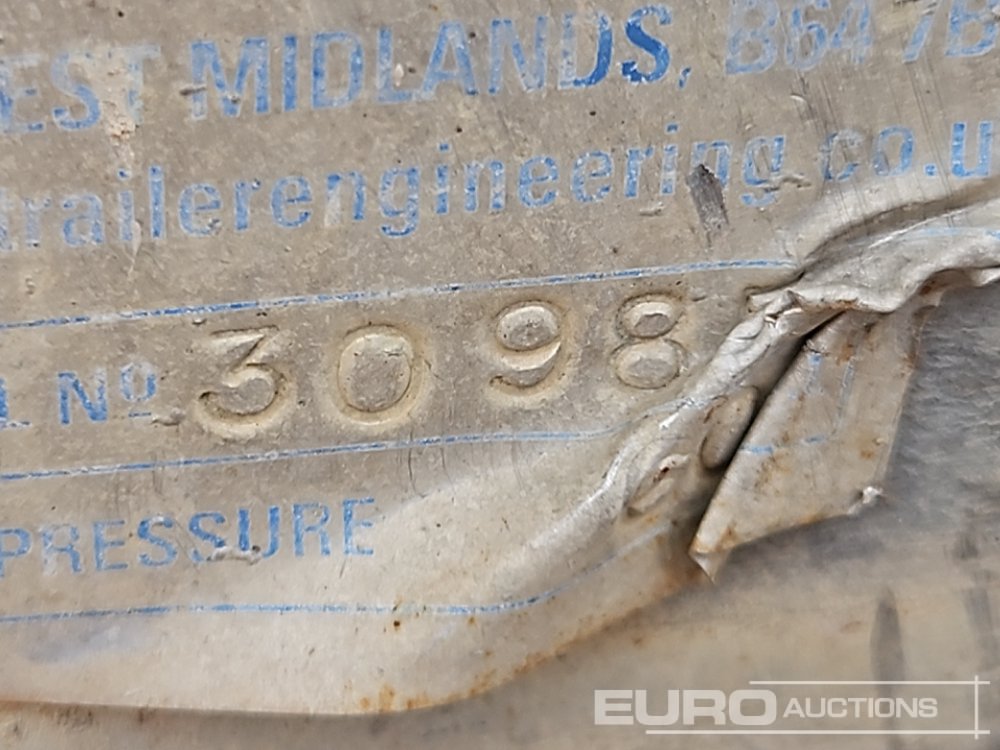 EST MIDLANDS, B64 7B
trailerengineering.co.u
L Nº 3098
PRESSURE
EURO AUCTIONS